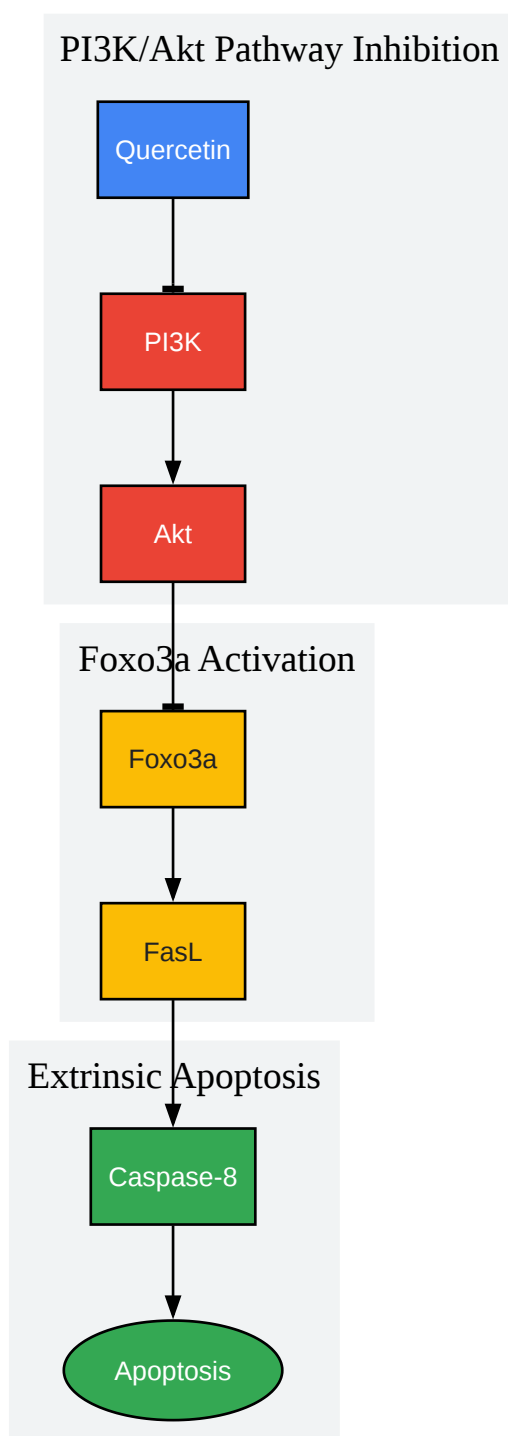 PI3K/Akt Pathway Inhibition
Quercetin
PI3K
Akt
Foxo3a Activation
Foxo3a
FasL
Extrinsic Apoptosis
Caspase-8
Apoptosis